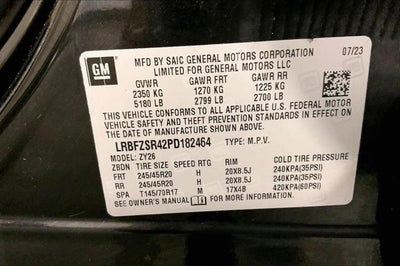 GM
MFD BY SAIC GENERAL MOTORS CORPORATION 07/23
LIMITED FOR GENERAL MOTORS LLC
GVWR GAWR FRT GAWR RR
2350 KG 1270 KG 1225 KG
5180 LB 2799 LB 2700 LB
THIS VEHICLE CONFORMS TO ALL APPLICABLE
U.S. FEDERAL MOTOR VEHICLE SAFETY
AND THEFT PREVENTION STANDARDS IN EFFECT ON
THE DATE OF MANUFACTURE SHOWN ABOVE.
LRBFZSR42PD182464 TYPE: M.P.V.
MODEL: ZY26
ZBDN TIRE SIZE SPEED RTG RIM COLD TIRE PRESSURE
FRT 245/45R20 H 20X8.5J 240KPA(35PSI)
RR 245/45R20 H 20X8.5J 240KPA(35PSI)
SPA T145/70R17 M 17X4B 420KPA(60PSI)
SEE OWNER'S MANUAL FOR MORE INFORMATION.